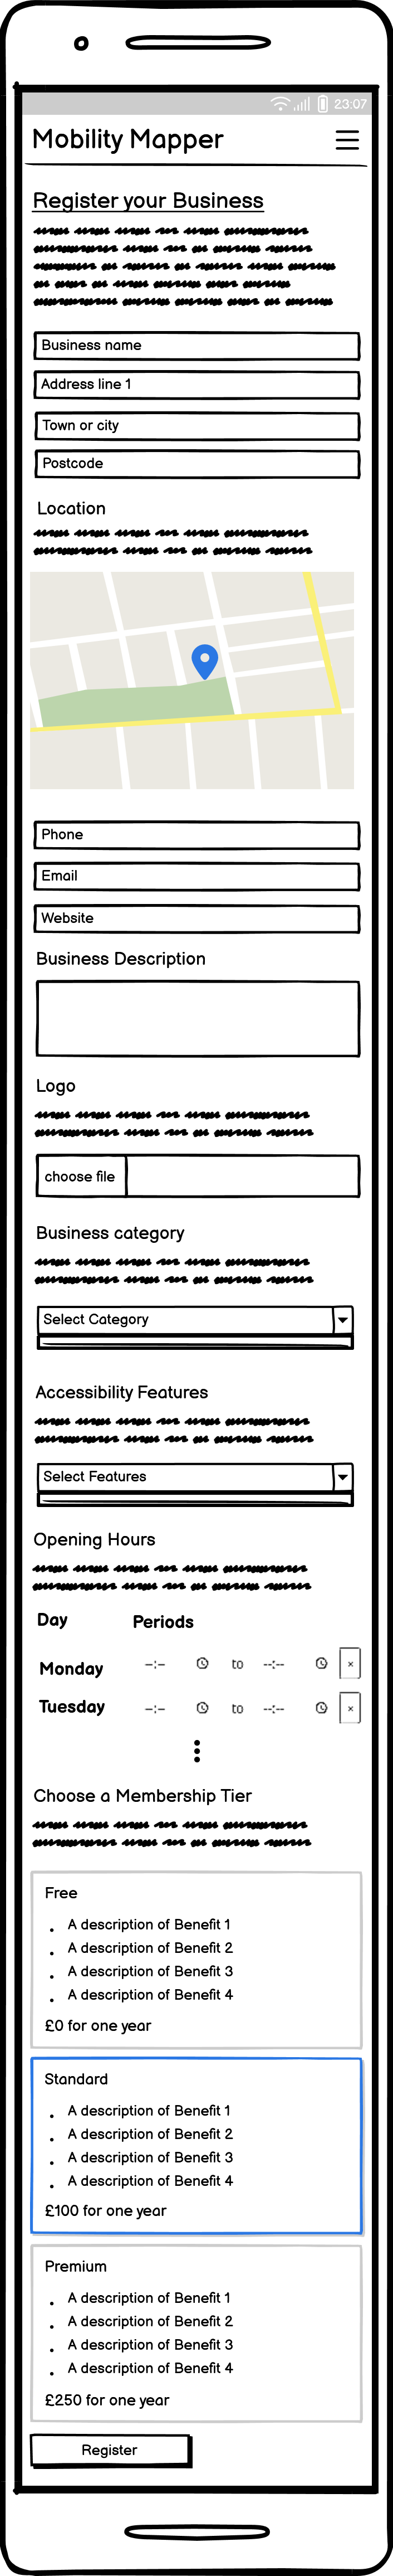 23:07
Mobility Mapper
Register your Business
Business name
Address line 1
Town or city
Postcode
Location
Phone
Email
Website
Business Description
Logo
choose file
Business category
Select Category
Accessibility Features
Select Features
Opening Hours
Day Periods
Monday --:-- to --:-- ×
Tuesday --:-- to --:-- ×
Choose a Membership Tier
Free
• A description of Benefit 1
• A description of Benefit 2
• A description of Benefit 3
• A description of Benefit 4
£0 for one year
Standard
• A description of Benefit 1
• A description of Benefit 2
• A description of Benefit 3
• A description of Benefit 4
£100 for one year
Premium
• A description of Benefit 1
• A description of Benefit 2
• A description of Benefit 3
• A description of Benefit 4
£250 for one year
Register